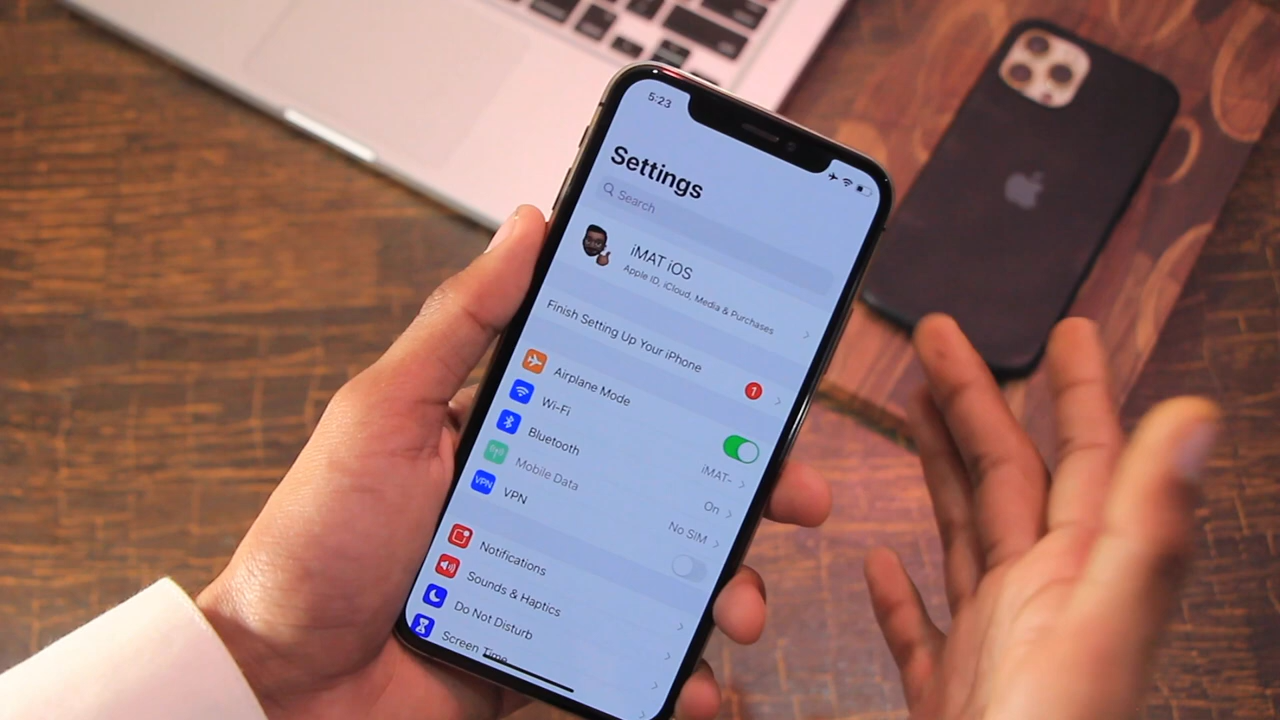 5:23
Settings
Search
iMAT iOS
Apple ID, iCloud, Media & Purchases
Finish Setting Up Your iPhone
1
Airplane Mode
Wi-Fi
iMAT-
Bluetooth
On
Mobile Data
No SIM
VPN
VPN
Notifications
Sounds & Haptics
Do Not Disturb
Screen Time